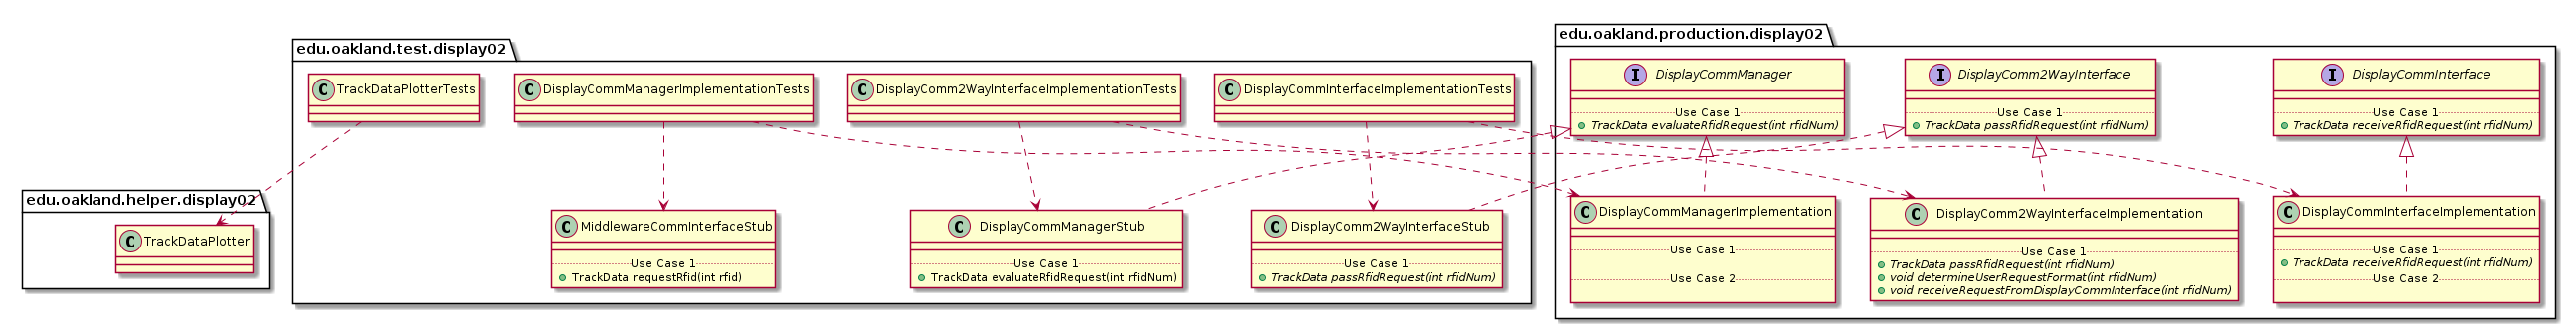 edu.oakland.helper.display02
C TrackDataPlotter
edu.oakland.test.display02
C TrackDataPlotterTests
C DisplayCommManagerImplementationTests
C DisplayComm2WayInterfaceImplementationTests
C DisplayCommInterfaceImplementationTests
C MiddlewareCommInterfaceStub
Use Case 1
TrackData requestRfid(int rfid)
C DisplayCommManagerStub
Use Case 1
TrackData evaluateRfidRequest(int rfidNum)
C DisplayComm2WayInterfaceStub
Use Case 1
TrackData passRfidRequest(int rfidNum)
edu.oakland.production.display02
I DisplayCommManager
Use Case 1
TrackData evaluateRfidRequest(int rfidNum)
I DisplayComm2WayInterface
Use Case 1
TrackData passRfidRequest(int rfidNum)
I DisplayCommInterface
Use Case 1
TrackData receiveRfidRequest(int rfidNum)
C DisplayCommManagerImplementation
Use Case 1
Use Case 2
C DisplayComm2WayInterfaceImplementation
Use Case 1
TrackData passRfidRequest(int rfidNum)
void determineUserRequestFormat(int rfidNum)
void receiveRequestFromDisplayCommInterface(int rfidNum)
C DisplayCommInterfaceImplementation
Use Case 1
TrackData receiveRfidRequest(int rfidNum)
Use Case 2